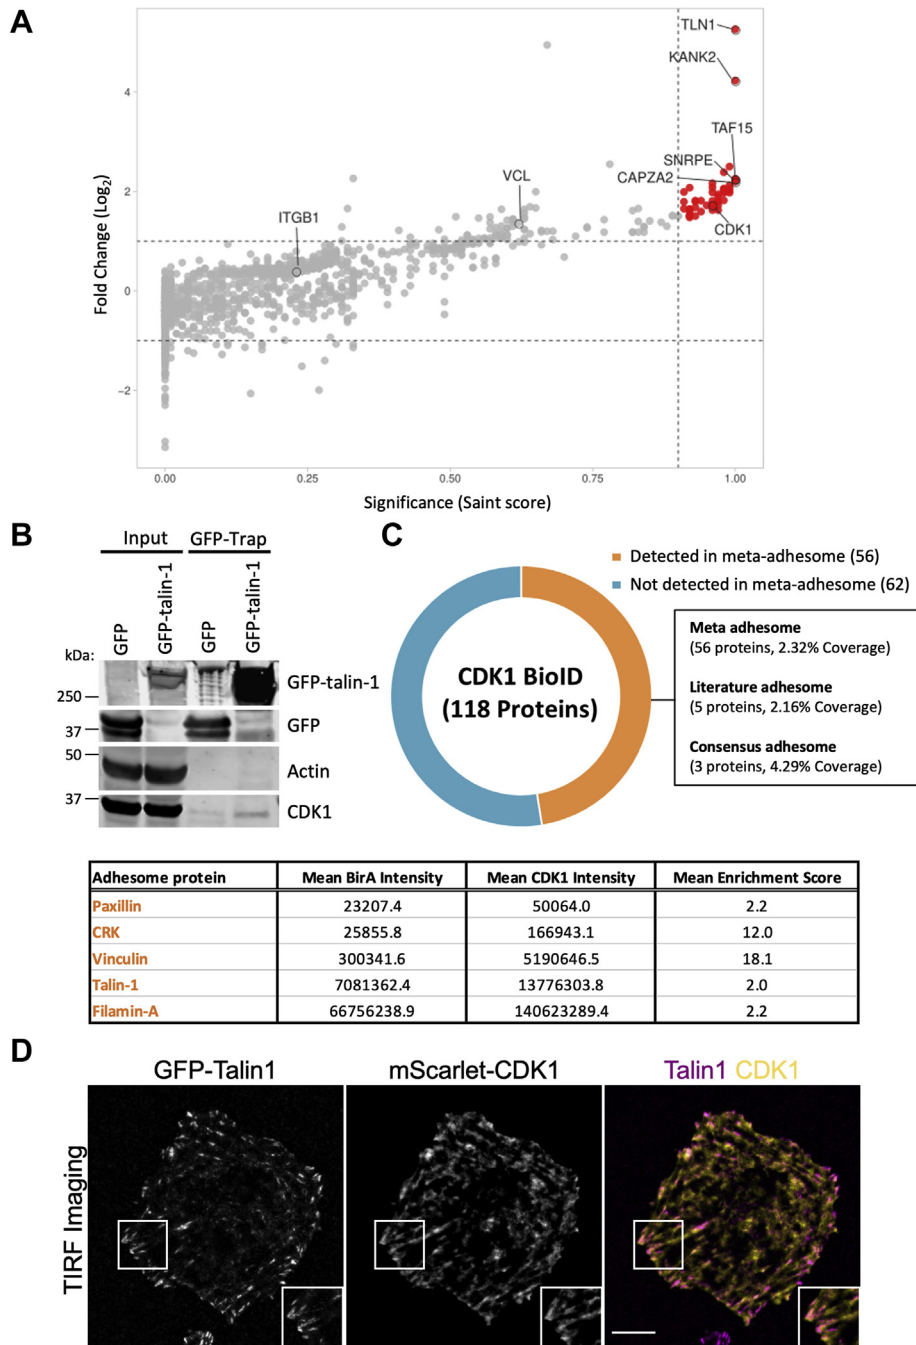 A
Fold Change (Log2)
4
2
0
−2
TLN1
KANK2
TAF15
SNRPE
CAPZA2
CDK1
VCL
ITGB1
0.00
0.25
0.50
0.75
1.00
Significance (Saint score)
B
Input
GFP-Trap
GFP
GFP-talin-1
GFP
GFP-talin-1
kDa:
250
GFP-talin-1
37
GFP
50
Actin
37
CDK1
C
Detected in meta-adhesome (56)
Not detected in meta-adhesome (62)
CDK1 BioID
(118 Proteins)
Meta adhesome
(56 proteins, 2.32% Coverage)
Literature adhesome
(5 proteins, 2.16% Coverage)
Consensus adhesome
(3 proteins, 4.29% Coverage)
Adhesome protein Mean BirA Intensity Mean CDK1 Intensity Mean Enrichment Score
Paxillin 23207.4 50064.0 2.2
CRK 25855.8 166943.1 12.0
Vinculin 300341.6 5190646.5 18.1
Talin-1 7081362.4 13776303.8 2.0
Filamin-A 66756238.9 140623289.4 2.2
D
GFP-Talin1
mScarlet-CDK1
Talin1 CDK1
TIRF Imaging